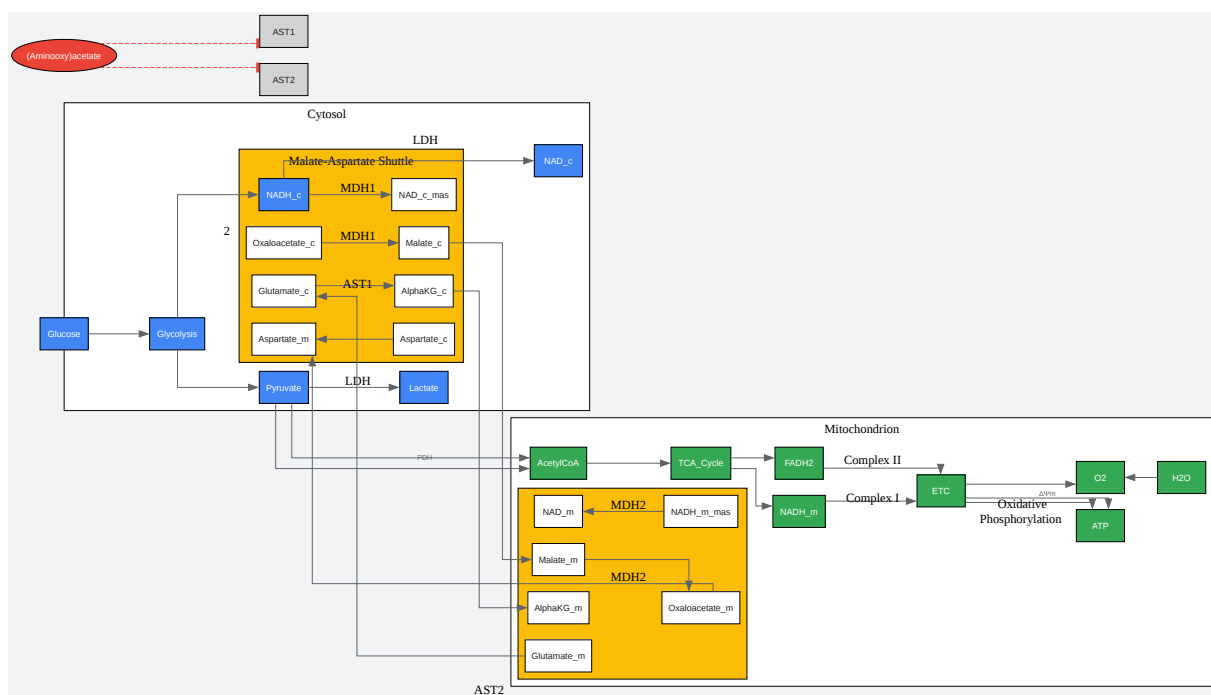 AST1
(Aminooxy)acetate
AST2
Cytosol
LDH
Malate-Aspartate Shuttle
NAD_c
NADH_c
MDH1
NAD_c_mas
2
Oxaloacetate_c
MDH1
Malate_c
Glutamate_c
AST1
AlphaKG_c
Glucose
Glycolysis
Aspartate_m
Aspartate_c
Pyruvate
LDH
Lactate
Mitochondrion
PDH
AcetylCoA
TCA_Cycle
FADH2
Complex II
ETC
O2
H2O
NADH_m
Complex I
ΔΨm
Oxidative
Phosphorylation
ATP
NAD_m
MDH2
NADH_m_mas
Malate_m
MDH2
AlphaKG_m
Oxaloacetate_m
Glutamate_m
AST2